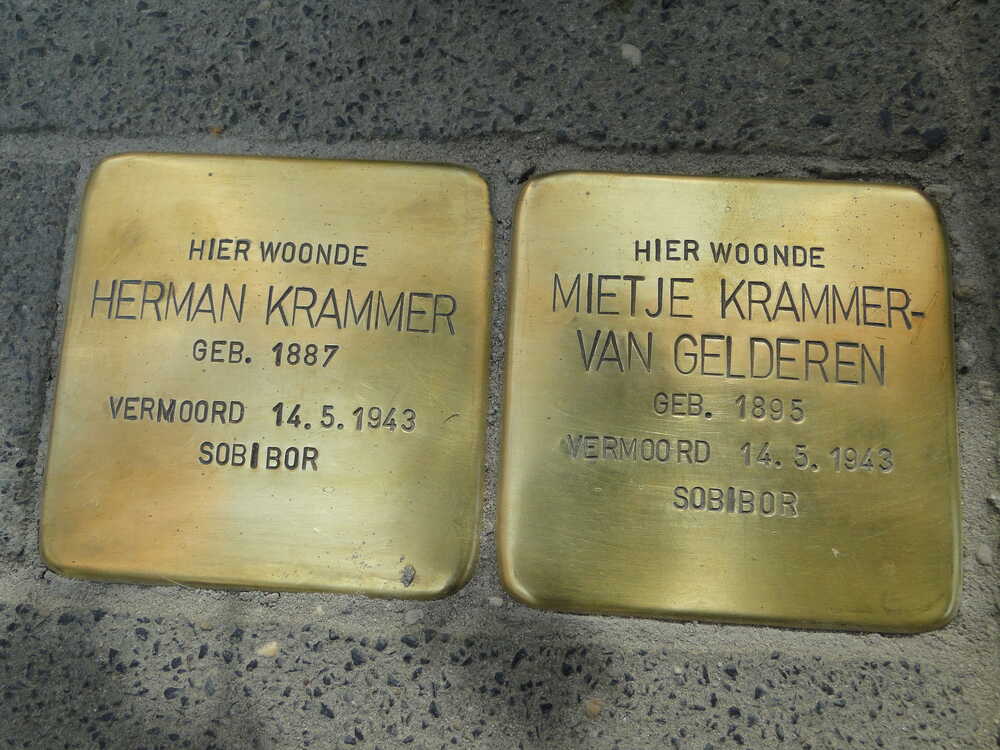 HIER WOONDE
HERMAN KRAMMER
GEB. 1887
VERMOORD 14.5.1943
SOBIBOR
HIER WOONDE
MIETJE KRAMMER-
VAN GELDEREN
GEB. 1895
VERMOORD 14.5.1943
SOBIBOR